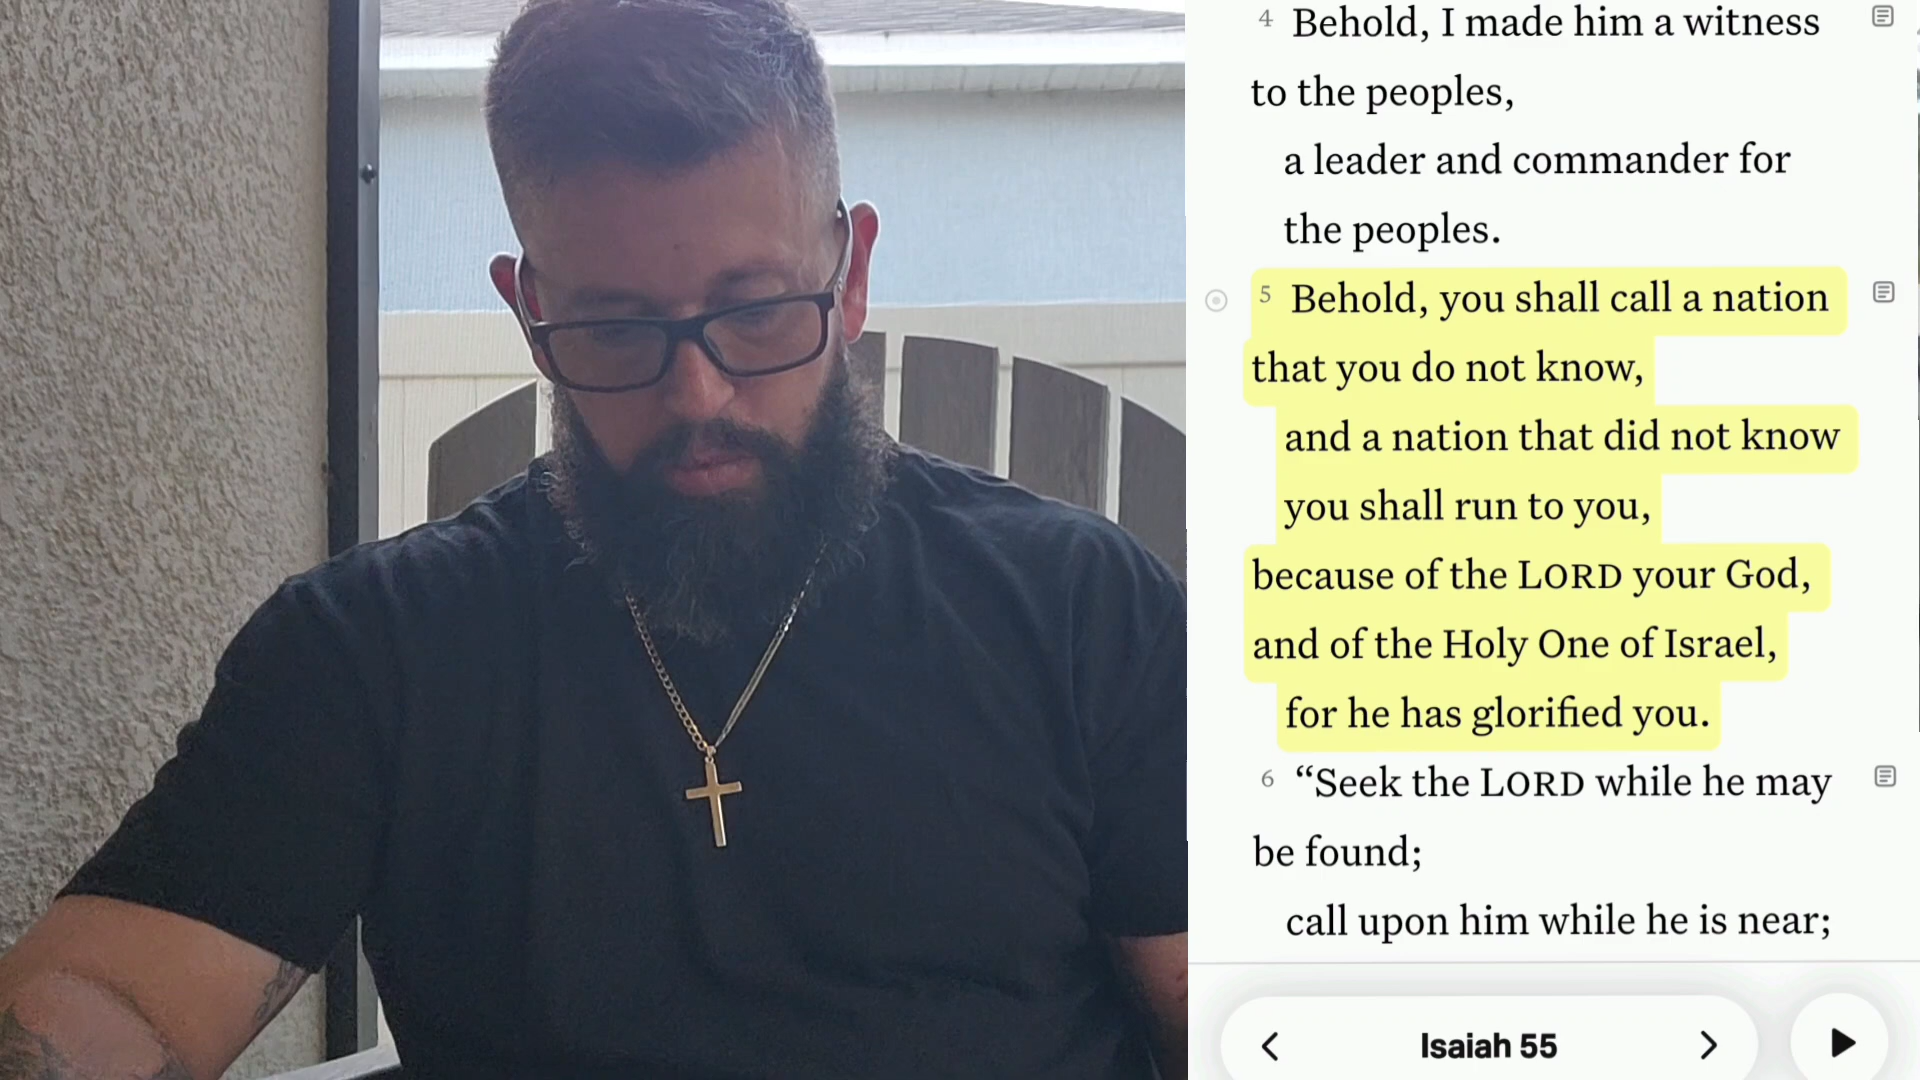 4 Behold, I made him a witness
to the peoples,
a leader and commander for
the peoples.
5 Behold, you shall call a nation
that you do not know,
and a nation that did not know
you shall run to you,
because of the LORD your God,
and of the Holy One of Israel,
for he has glorified you.
6 “Seek the LORD while he may
be found;
call upon him while he is near;
Isaiah 55